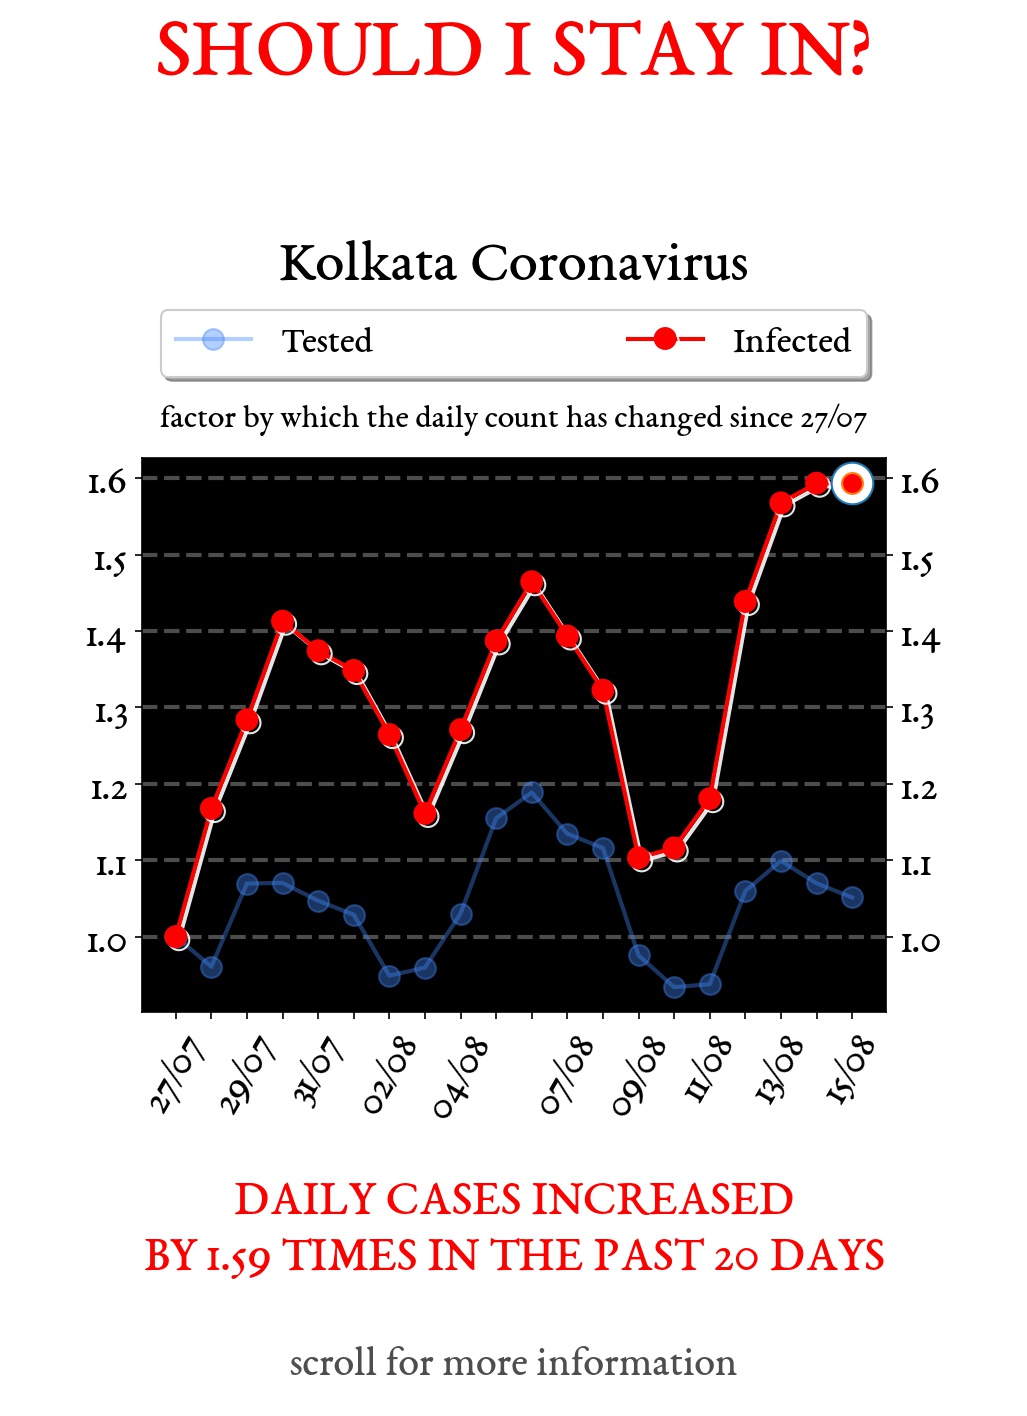 SHOULD I STAY IN?
Kolkata Coronavirus
Tested Infected
factor by which the daily count has changed since 27/07
1.6 1.6
1.5 1.5
1.4 1.4
1.3 1.3
1.2 1.2
1.1 1.1
1.0 1.0
27/07 29/07 31/07 02/08 04/08 07/08 09/08 11/08 13/08 15/08
DAILY CASES INCREASED
BY 1.59 TIMES IN THE PAST 20 DAYS
scroll for more information